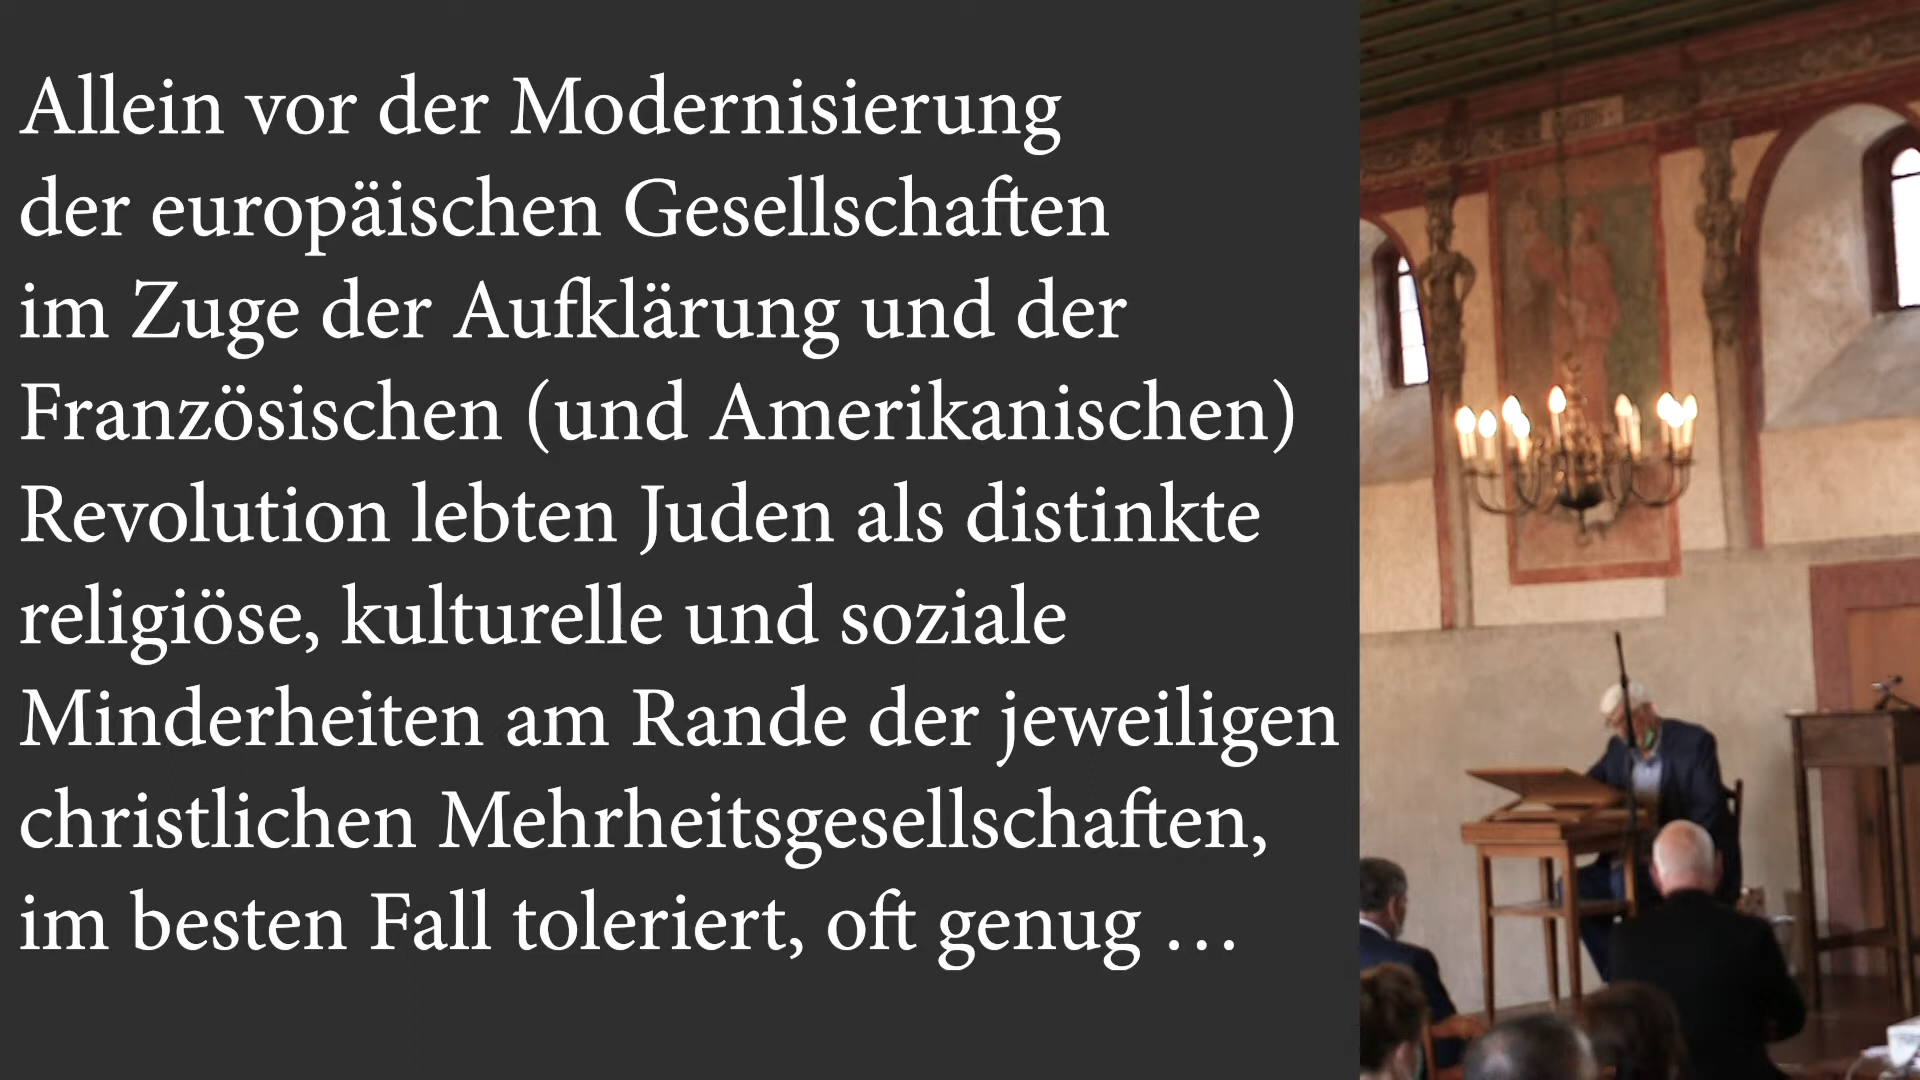 Allein vor der Modernisierung
der europäischen Gesellschaften
im Zuge der Aufklärung und der
Französischen (und Amerikanischen)
Revolution lebten Juden als distinkte
religiöse, kulturelle und soziale
Minderheiten am Rande der jeweiligen
christlichen Mehrheitsgesellschaften,
im besten Fall toleriert, oft genug …